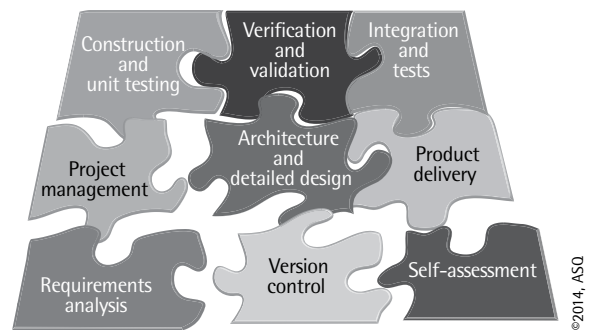 Construction
and
unit testing
Verification
and
validation
Integration
and
tests
Project
management
Architecture
and
detailed design
Product
delivery
Requirements
analysis
Version
control
Self-assessment
©2014, ASQ